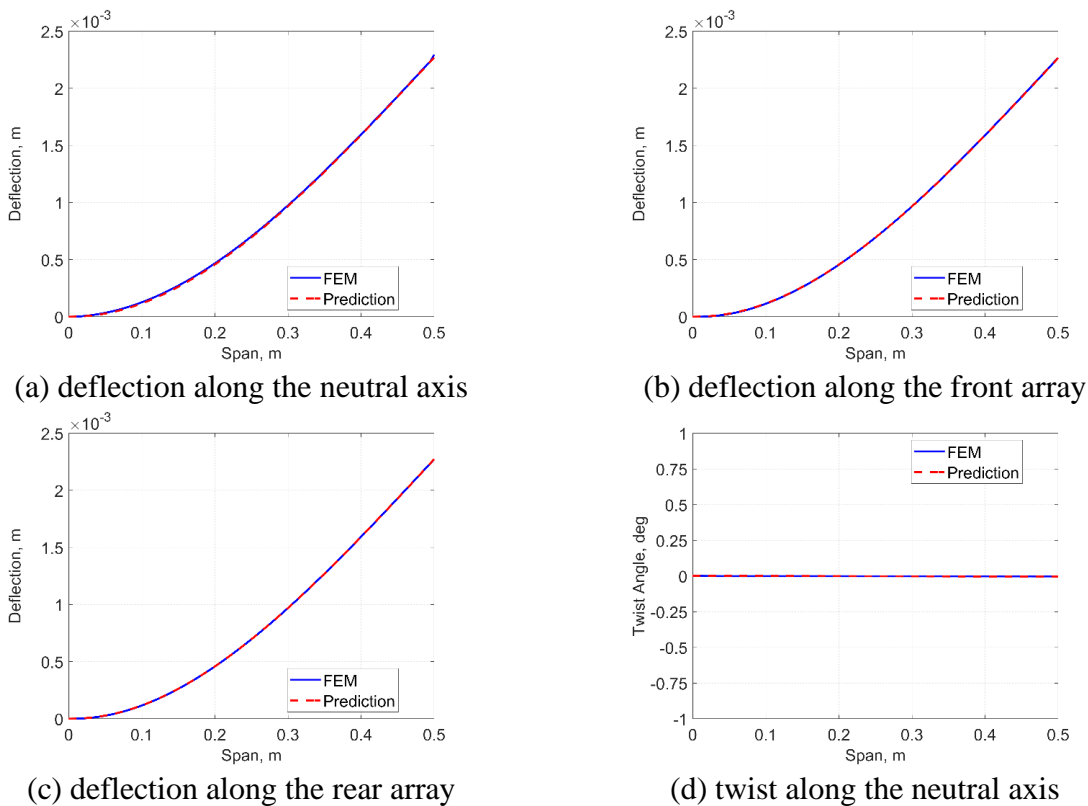 ×10⁻³
2.5
2
1.5
1
0.5
0
Deflection, m
FEM
Prediction
0 0.1 0.2 0.3 0.4 0.5
Span, m
(a) deflection along the neutral axis
×10⁻³
2.5
2
1.5
1
0.5
0
Deflection, m
FEM
Prediction
0 0.1 0.2 0.3 0.4 0.5
Span, m
(b) deflection along the front array
×10⁻³
2.5
2
1.5
1
0.5
0
Deflection, m
FEM
Prediction
0 0.1 0.2 0.3 0.4 0.5
Span, m
(c) deflection along the rear array
1
0.75
0.5
0.25
0
-0.25
-0.5
-0.75
-1
Twist Angle, deg
FEM
Prediction
0 0.1 0.2 0.3 0.4 0.5
Span, m
(d) twist along the neutral axis